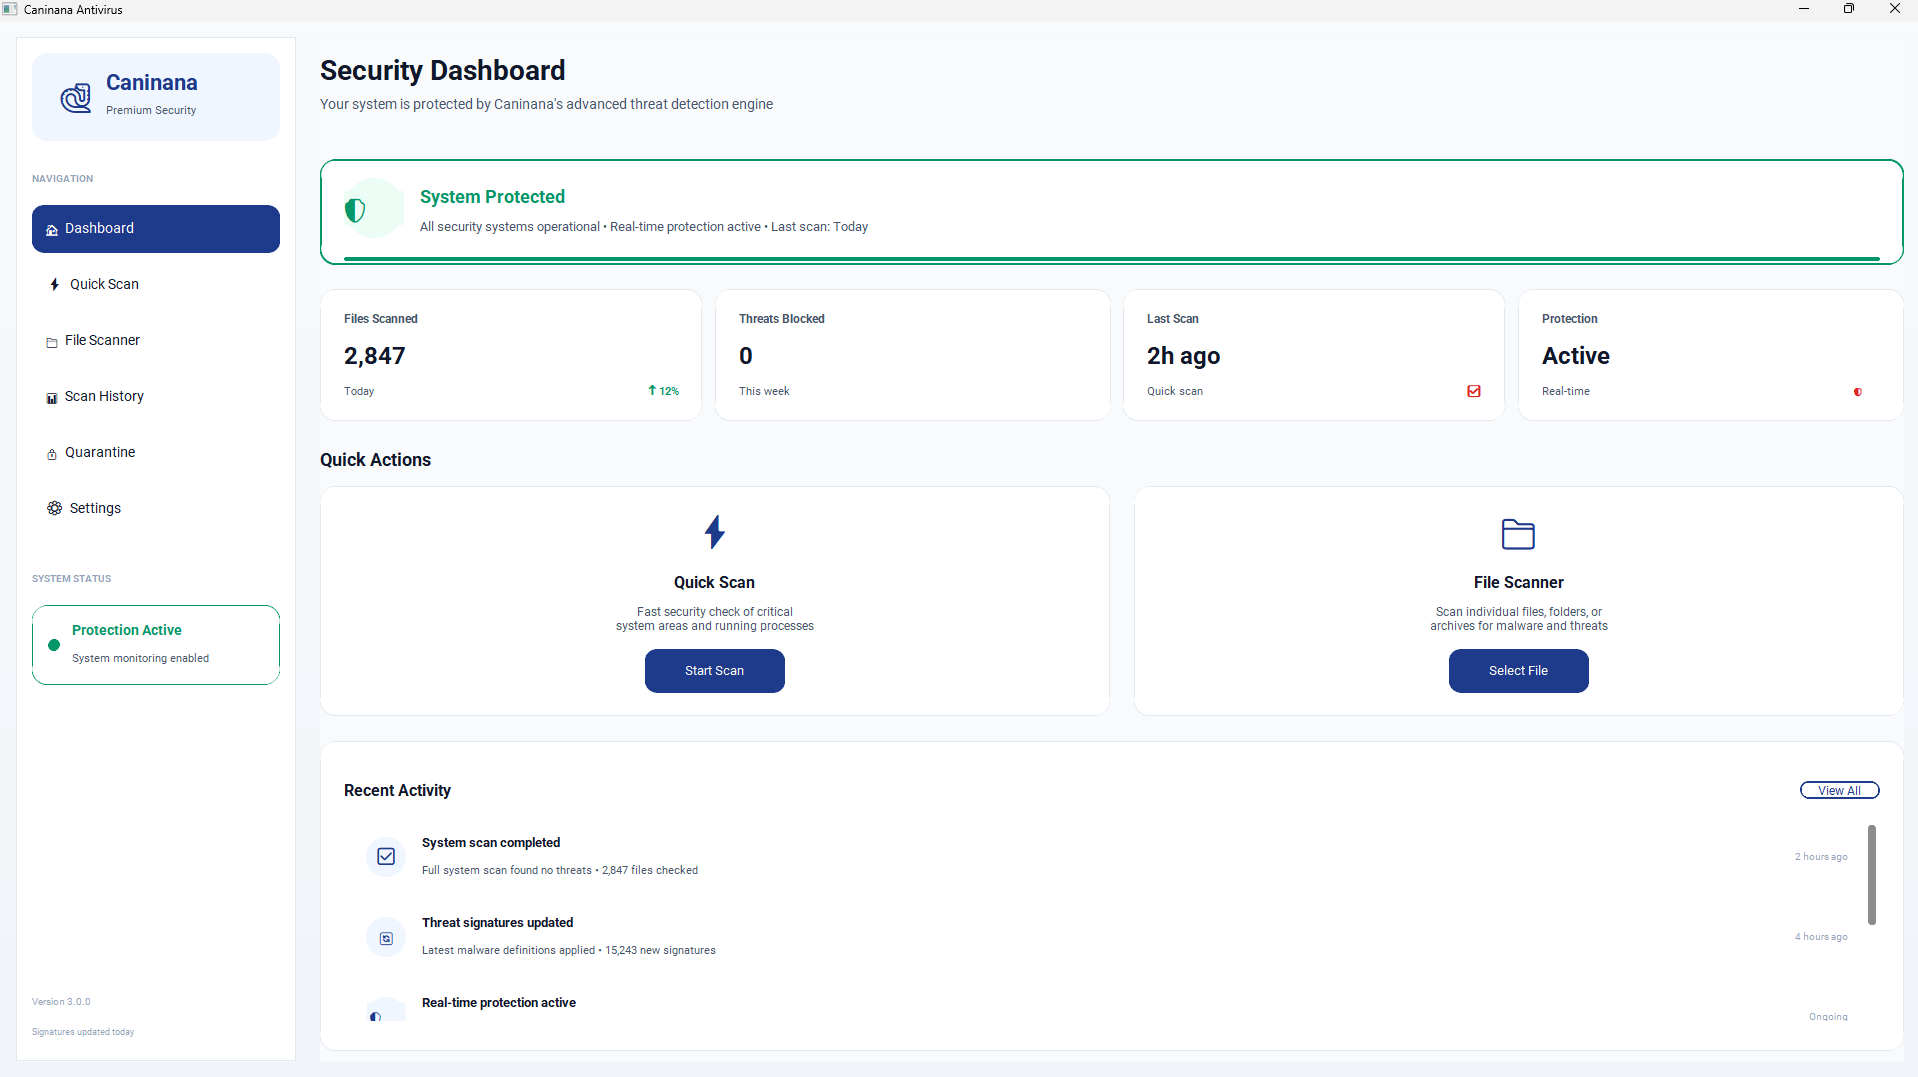 Caninana Antivirus
Caninana
Premium Security
NAVIGATION
Dashboard
Quick Scan
File Scanner
Scan History
Quarantine
Settings
SYSTEM STATUS
Protection Active
System monitoring enabled
Version 3.0.0
Signatures updated today
Security Dashboard
Your system is protected by Caninana's advanced threat detection engine
System Protected
All security systems operational • Real-time protection active • Last scan: Today
Files Scanned
2,847
Today
↑ 12%
Threats Blocked
0
This week
Last Scan
2h ago
Quick scan
Protection
Active
Real-time
Quick Actions
Quick Scan
Fast security check of critical
system areas and running processes
Start Scan
File Scanner
Scan individual files, folders, or
archives for malware and threats
Select File
Recent Activity
View All
System scan completed
Full system scan found no threats • 2,847 files checked
2 hours ago
Threat signatures updated
Latest malware definitions applied • 15,243 new signatures
4 hours ago
Real-time protection active
Ongoing